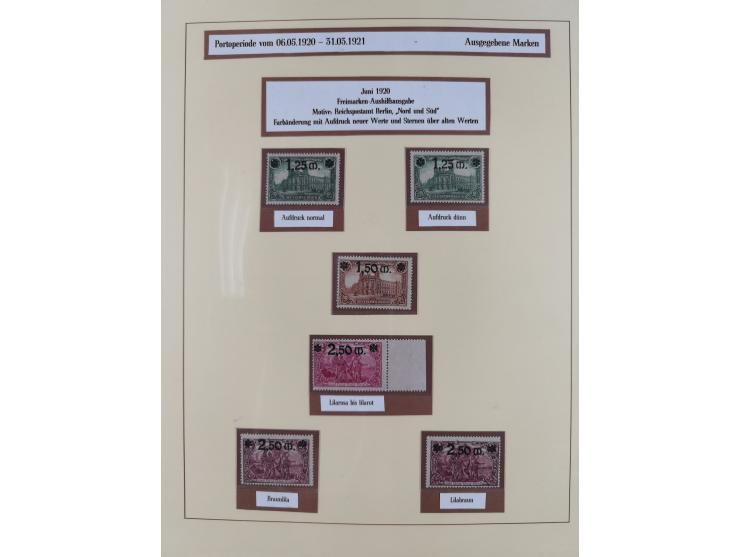 Portoperiode vom 06.05.1920 – 31.03.1921 - Ausgegebene Marken
Juni 1920
Freimarken-Aushilfsausgabe
Motive: Reichspostamt Berlin, „Nord und Süd“
Farbänderung mit Aufdruck neuer Werte und Sternen über alten Werten
1,25 m.
1,25 m.
Aufdruck normal
Aufdruck dünn
1,50 m.
2,50 m.
Lilarosa bis lilarot
2,50 m.
2,50 m.
Braunlila
Lilabraun